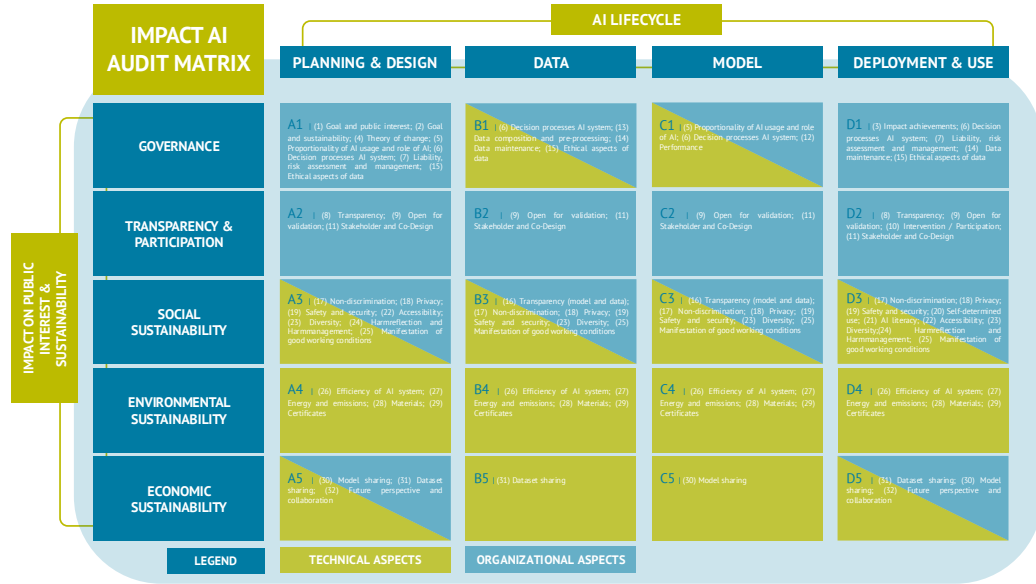 IMPACT AI
AUDIT MATRIX
AI LIFECYCLE
PLANNING & DESIGN
DATA
MODEL
DEPLOYMENT & USE
IMPACT ON PUBLIC
INTEREST &
SUSTAINABILITY
GOVERNANCE
A1 | (1) Goal and public interest; (2) Goal
and sustainability; (4) Theory of change; (5)
Proportionality of AI usage and role of AI; (6)
Decision processes AI system; (7) Liability,
risk assessment and management; (15)
Ethical aspects of data
B1 | (6) Decision processes AI system; (13)
Data composition and pre-processing; (14)
Data maintenance; (15) Ethical aspects of
data
C1 | (5) Proportionality of AI usage and role
of AI; (6) Decision processes AI system; (12)
Performance
D1 | (3) Impact achievements; (6) Decision
processes AI system; (7) Liability, risk
assessment and management; (14) Data
maintenance; (15) Ethical aspects of data
TRANSPARENCY &
PARTICIPATION
A2 | (8) Transparency; (9) Open for
validation; (11) Stakeholder and Co-Design
B2 | (9) Open for validation; (11)
Stakeholder and Co-Design
C2 | (9) Open for validation; (11)
Stakeholder and Co-Design
D2 | (8) Transparency; (9) Open for
validation; (10) Intervention / Participation;
(11) Stakeholder and Co-Design
SOCIAL
SUSTAINABILITY
A3 | (17) Non-discrimination; (18) Privacy;
(19) Safety and security; (22) Accessibility;
(23) Diversity; (24) Harmreflection and
Harmmanagement; (25) Manifestation of
good working conditions
B3 | (16) Transparency (model and data);
(17) Non-discrimination; (18) Privacy; (19)
Safety and security; (23) Diversity; (25)
Manifestation of good working conditions
C3 | (16) Transparency (model and data);
(17) Non-discrimination; (18) Privacy; (19)
Safety and security; (23) Diversity; (25)
Manifestation of good working conditions
D3 | (17) Non-discrimination; (18) Privacy;
(19) Safety and security; (20) Self-determined
use; (21) AI literacy; (22) Accessibility; (23)
Diversity;(24) Harmreflection and
Harmmanagement; (25) Manifestation of
good working conditions
ENVIRONMENTAL
SUSTAINABILITY
A4 | (26) Efficiency of AI system; (27)
Energy and emissions; (28) Materials; (29)
Certificates
B4 | (26) Efficiency of AI system; (27)
Energy and emissions; (28) Materials; (29)
Certificates
C4 | (26) Efficiency of AI system; (27)
Energy and emissions; (28) Materials; (29)
Certificates
D4 | (26) Efficiency of AI system; (27)
Energy and emissions; (28) Materials; (29)
Certificates
ECONOMIC
SUSTAINABILITY
A5 | (30) Model sharing; (31) Dataset
sharing; (32) Future perspective and
collaboration
B5 | (31) Dataset sharing
C5 | (30) Model sharing
D5 | (31) Dataset sharing; (30) Model
sharing; (32) Future perspective and
collaboration
LEGEND
TECHNICAL ASPECTS
ORGANIZATIONAL ASPECTS